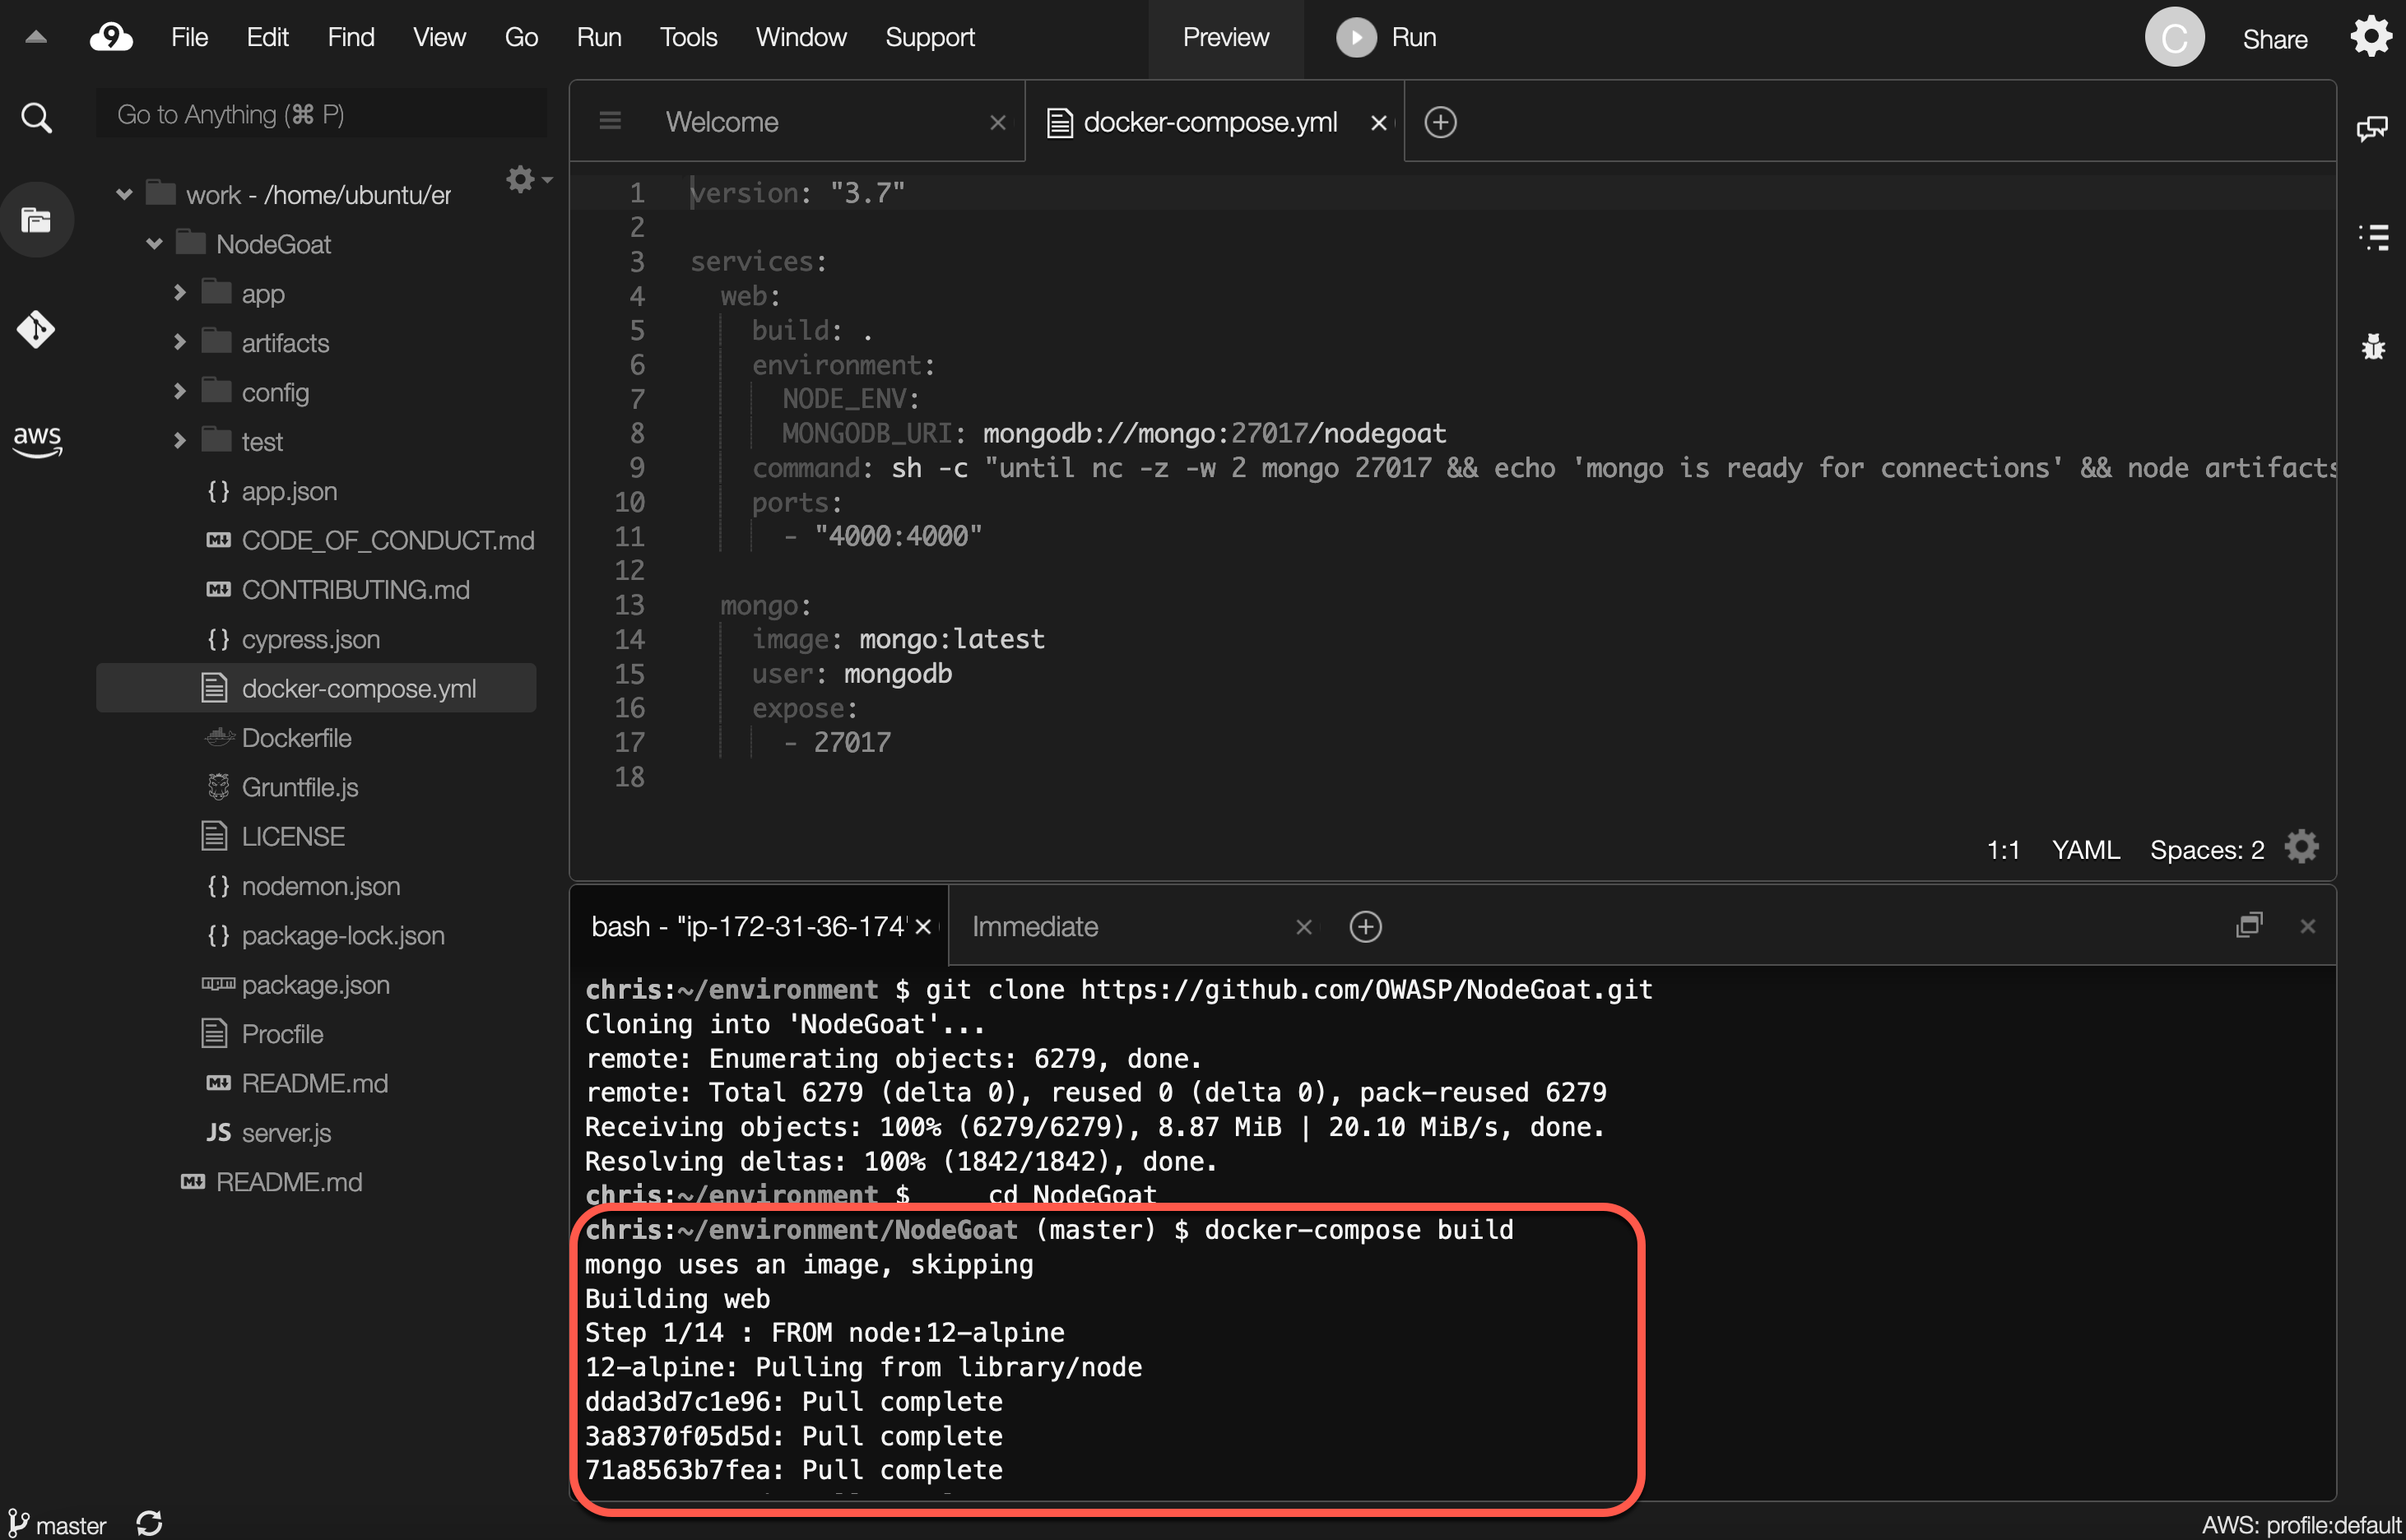 9 File Edit Find View Go Run Tools Window Support Preview Run C Share
Go to Anything (⌘ P)
work - /home/ubuntu/er
NodeGoat
app
artifacts
config
test
{} app.json
M↓ CODE_OF_CONDUCT.md
M↓ CONTRIBUTING.md
{} cypress.json
docker-compose.yml
Dockerfile
Gruntfile.js
LICENSE
{} nodemon.json
{} package-lock.json
npm package.json
Procfile
M↓ README.md
JS server.js
M↓ README.md
aws
Welcome × docker-compose.yml ×
1 version: "3.7"
2
3 services:
4 web:
5 build: .
6 environment:
7 NODE_ENV:
8 MONGODB_URI: mongodb://mongo:27017/nodegoat
9 command: sh -c "until nc -z -w 2 mongo 27017 && echo 'mongo is ready for connections' && node artifacts
10 ports:
11 - "4000:4000"
12
13 mongo:
14 image: mongo:latest
15 user: mongodb
16 expose:
17 - 27017
18
1:1 YAML Spaces: 2
bash - "ip-172-31-36-174" × Immediate ×
chris:~/environment $ git clone https://github.com/OWASP/NodeGoat.git
Cloning into 'NodeGoat'...
remote: Enumerating objects: 6279, done.
remote: Total 6279 (delta 0), reused 0 (delta 0), pack-reused 6279
Receiving objects: 100% (6279/6279), 8.87 MiB | 20.10 MiB/s, done.
Resolving deltas: 100% (1842/1842), done.
chris:~/environment $ cd NodeGoat
chris:~/environment/NodeGoat (master) $ docker-compose build
mongo uses an image, skipping
Building web
Step 1/14 : FROM node:12-alpine
12-alpine: Pulling from library/node
ddad3d7c1e96: Pull complete
3a8370f05d5d: Pull complete
71a8563b7fea: Pull complete
master
AWS: profile:default